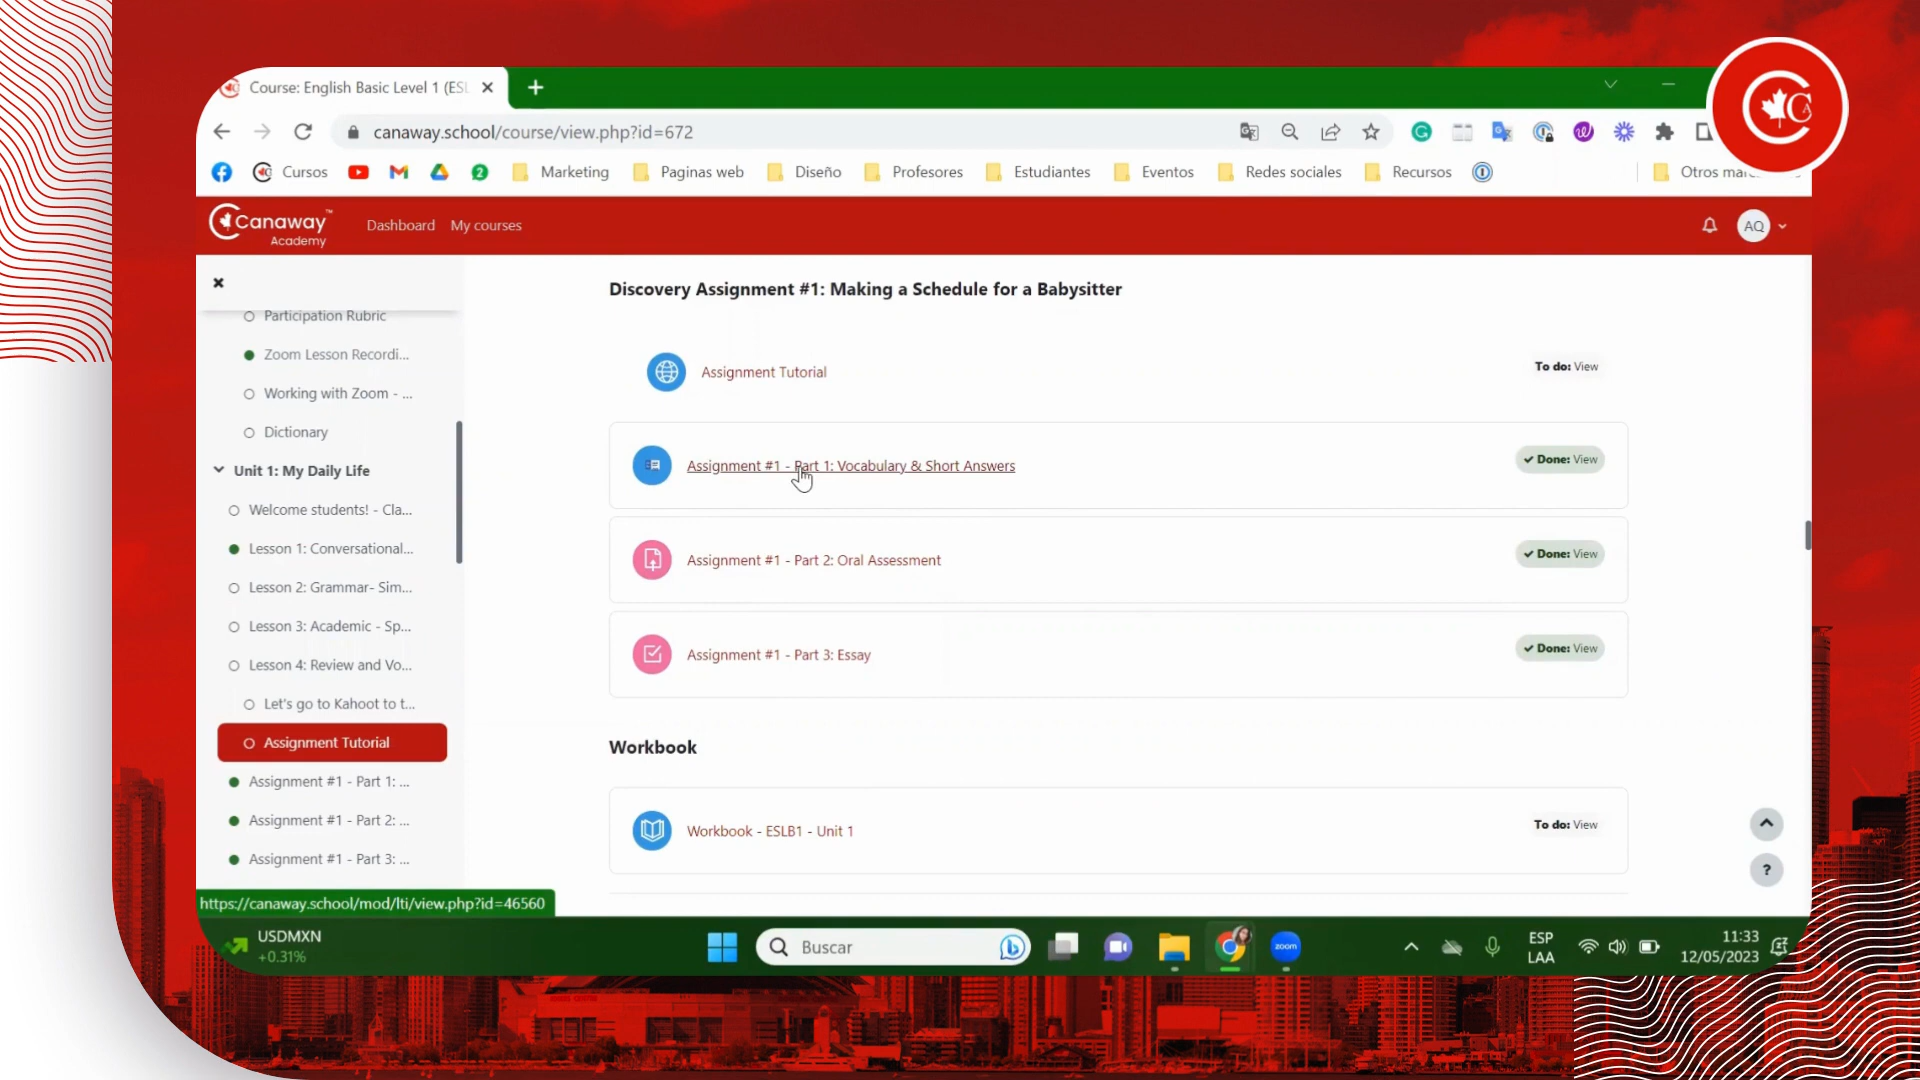 Course: English Basic Level 1 (ESL
canaway.school/course/view.php?id=672
Cursos
2
Marketing
Paginas web
Diseño
Profesores
Estudiantes
Eventos
Redes sociales
Recursos
Otros mar
Canaway™
Academy
Dashboard
My courses
AQ
CA
Participation Rubric
Zoom Lesson Recordi...
Working with Zoom - ...
Dictionary
Unit 1: My Daily Life
Welcome students! - Cla...
Lesson 1: Conversational...
Lesson 2: Grammar- Sim...
Lesson 3: Academic - Sp...
Lesson 4: Review and Vo...
Let's go to Kahoot to t...
Assignment Tutorial
Assignment #1 - Part 1: ...
Assignment #1 - Part 2: ...
Assignment #1 - Part 3: ...
Discovery Assignment #1: Making a Schedule for a Babysitter
Assignment Tutorial
To do: View
Assignment #1 - Part 1: Vocabulary & Short Answers
Done: View
Assignment #1 - Part 2: Oral Assessment
Done: View
Assignment #1 - Part 3: Essay
Done: View
Workbook
Workbook - ESLB1 - Unit 1
To do: View
?
https://canaway.school/mod/lti/view.php?id=46560
USDMXN
+0.31%
Buscar
zoom
ESP
LAA
11:33
12/05/2023